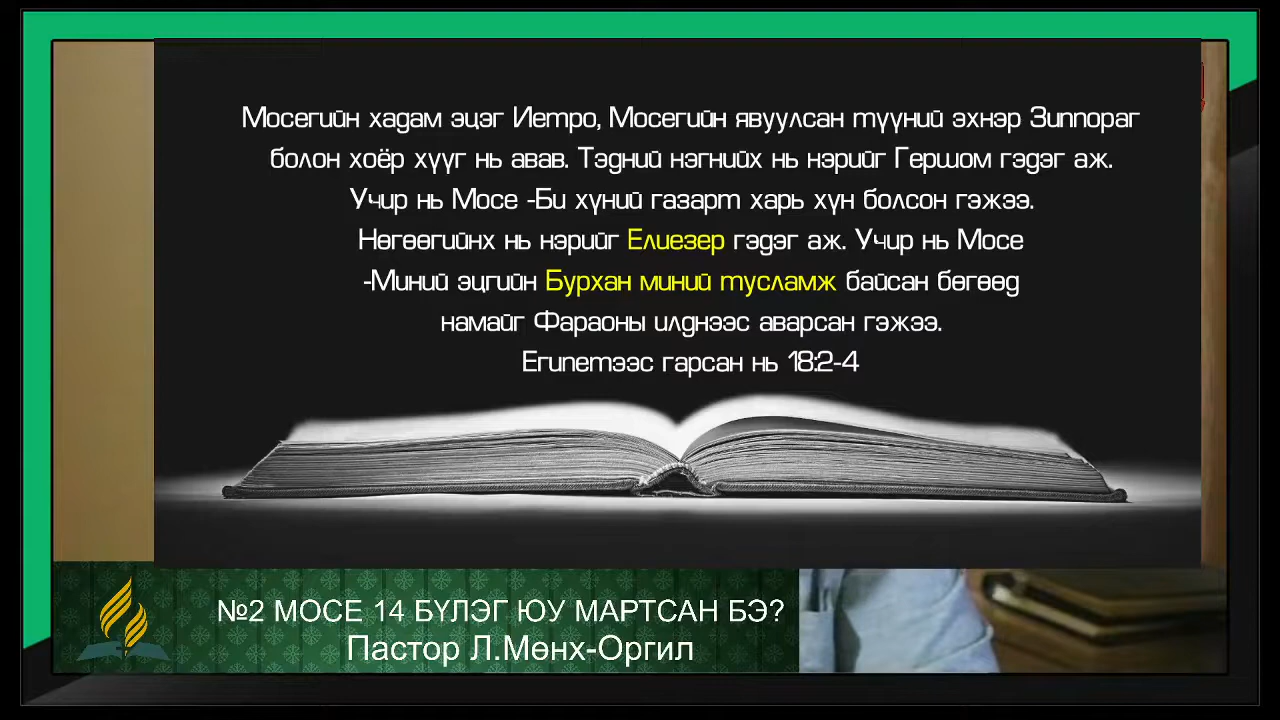 Мосегийн хадам эцэг Иетро, Мосегийн явуулсан түүний эхнэр Зиппораг
болон хоёр хүүг нь авав. Тэдний нэгнийх нь нэрийг Гершом гэдэг аж.
Учир нь Мосе -Би хүний газарт харь хүн болсон гэжээ.
Нөгөөгийнх нь нэрийг Елиезер гэдэг аж. Учир нь Мосе
-Миний эцгийн Бурхан миний тусламж байсан бөгөөд
намайг Фараоны илднээс аварсан гэжээ.
Египетээс гарсан нь 18:2-4
№2 МОСЕ 14 БҮЛЭГ ЮУ МАРТСАН БЭ?
Пастор Л.Мөнх-Оргил